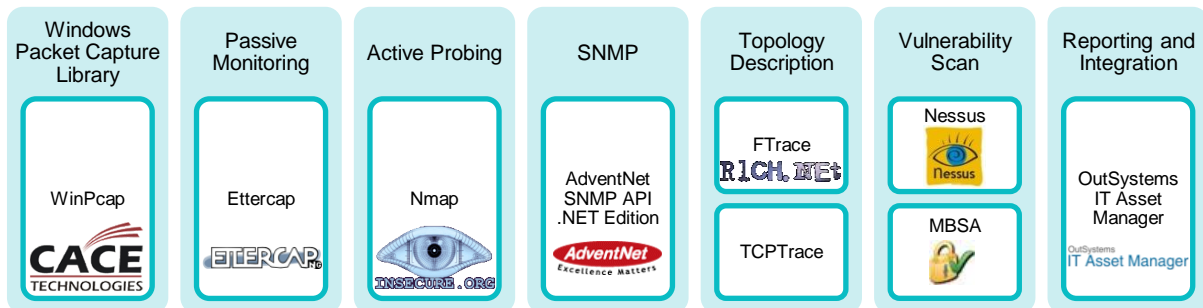 Windows
Packet Capture
Library
WinPcap
CACE
TECHNOLOGIES
Passive
Monitoring
Ettercap
ETTERCAP NG
Active Probing
Nmap
INSECURE.ORG
SNMP
AdventNet
SNMP API
.NET Edition
AdventNet
Excellence Matters
Topology
Description
FTrace
R1CH.NEt
TCPTrace
Vulnerability
Scan
Nessus
nessus
MBSA
Reporting and
Integration
OutSystems
IT Asset
Manager
OutSystems
IT Asset Manager